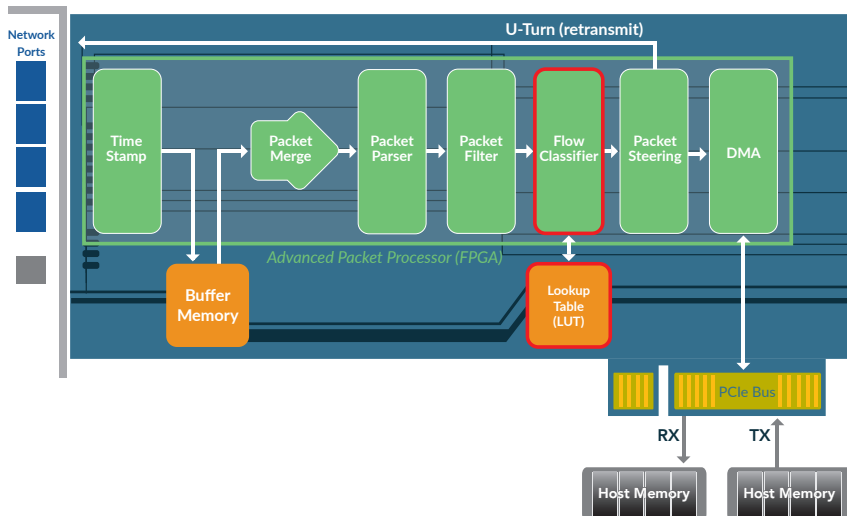 U-Turn (retransmit)
Network
Ports
Time
Stamp
Packet
Merge
Packet
Parser
Packet
Filter
Flow
Classifier
Packet
Steering
DMA
Advanced Packet Processor (FPGA)
Buffer
Memory
Lookup
Table
(LUT)
PCIe Bus
RX
TX
Host Memory
Host Memory